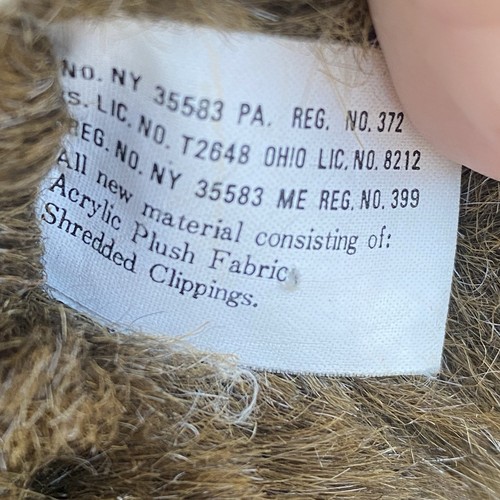 NO. NY 35583 PA. REG. NO. 372
S. LIC. NO. T2648 OHIO LIC. NO. 8212
REG. NO. NY 35583 ME REG. NO. 399
All new material consisting of:
Acrylic Plush Fabric
Shredded Clippings.